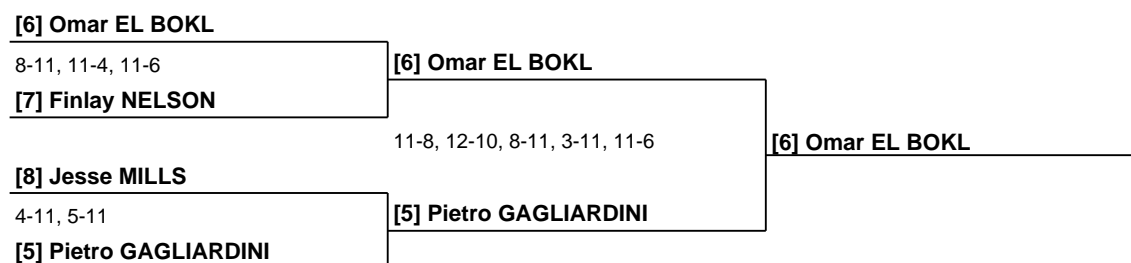 [6] Omar EL BOKL
8-11, 11-4, 11-6
[7] Finlay NELSON
[8] Jesse MILLS
4-11, 5-11
[5] Pietro GAGLIARDINI
[6] Omar EL BOKL
11-8, 12-10, 8-11, 3-11, 11-6
[5] Pietro GAGLIARDINI
[6] Omar EL BOKL